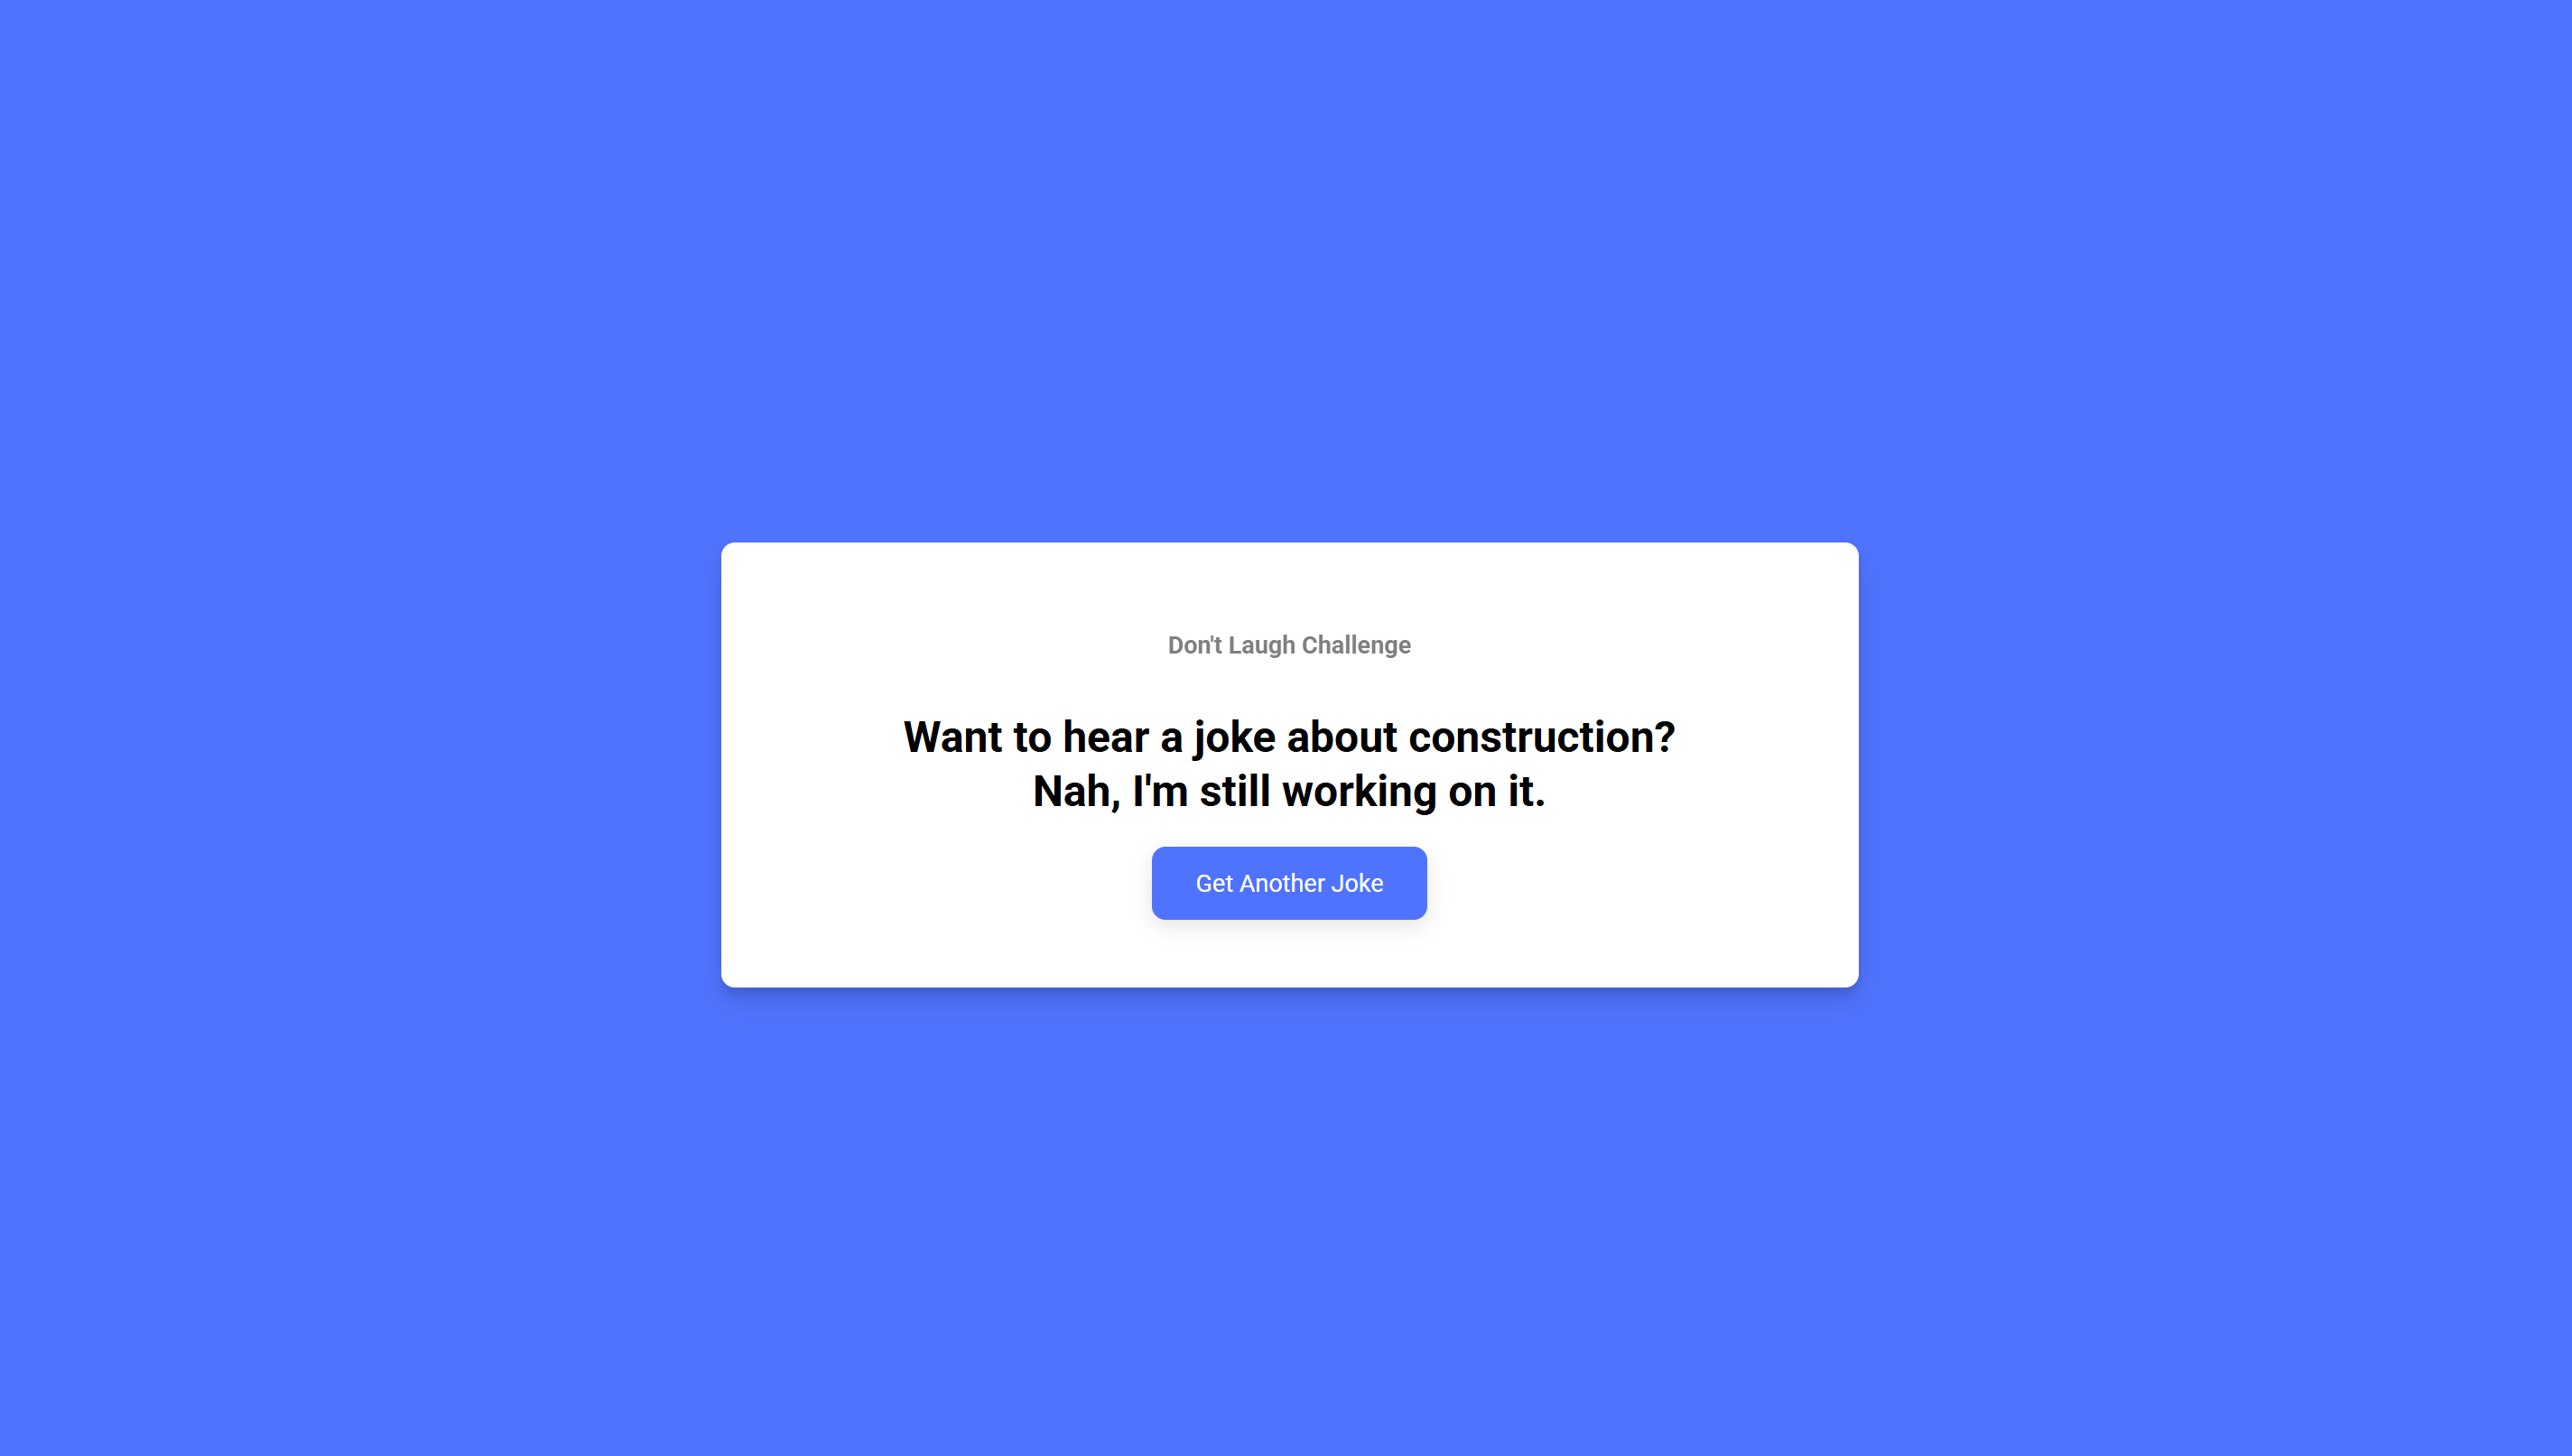 Don't Laugh Challenge
Want to hear a joke about construction?
Nah, I'm still working on it.
Get Another Joke